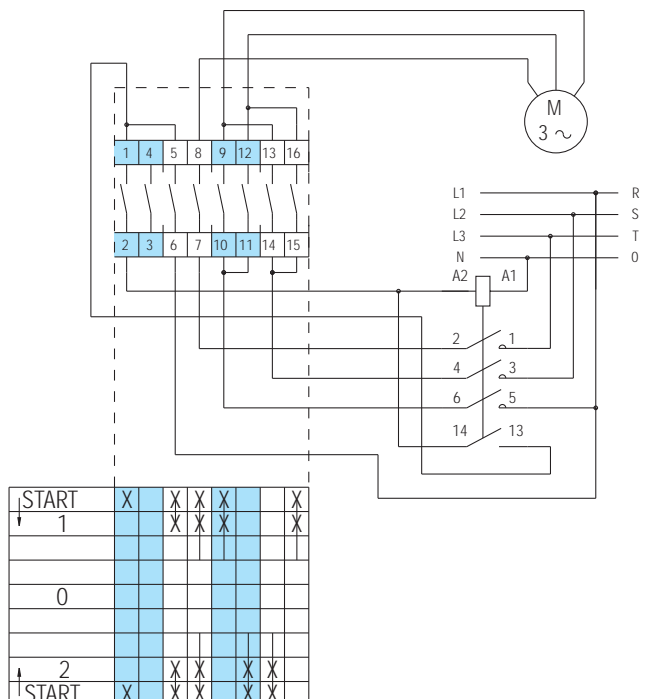 M
3 ~
1 4 5 8 9 12 13 16
L1 R
L2 S
L3 T
N 0
2 3 6 7 10 11 14 15
A2 A1
2 1
4 3
6 5
14 13
START X X X X X
1 X X X X
0
2 X X X X
START X X X X X